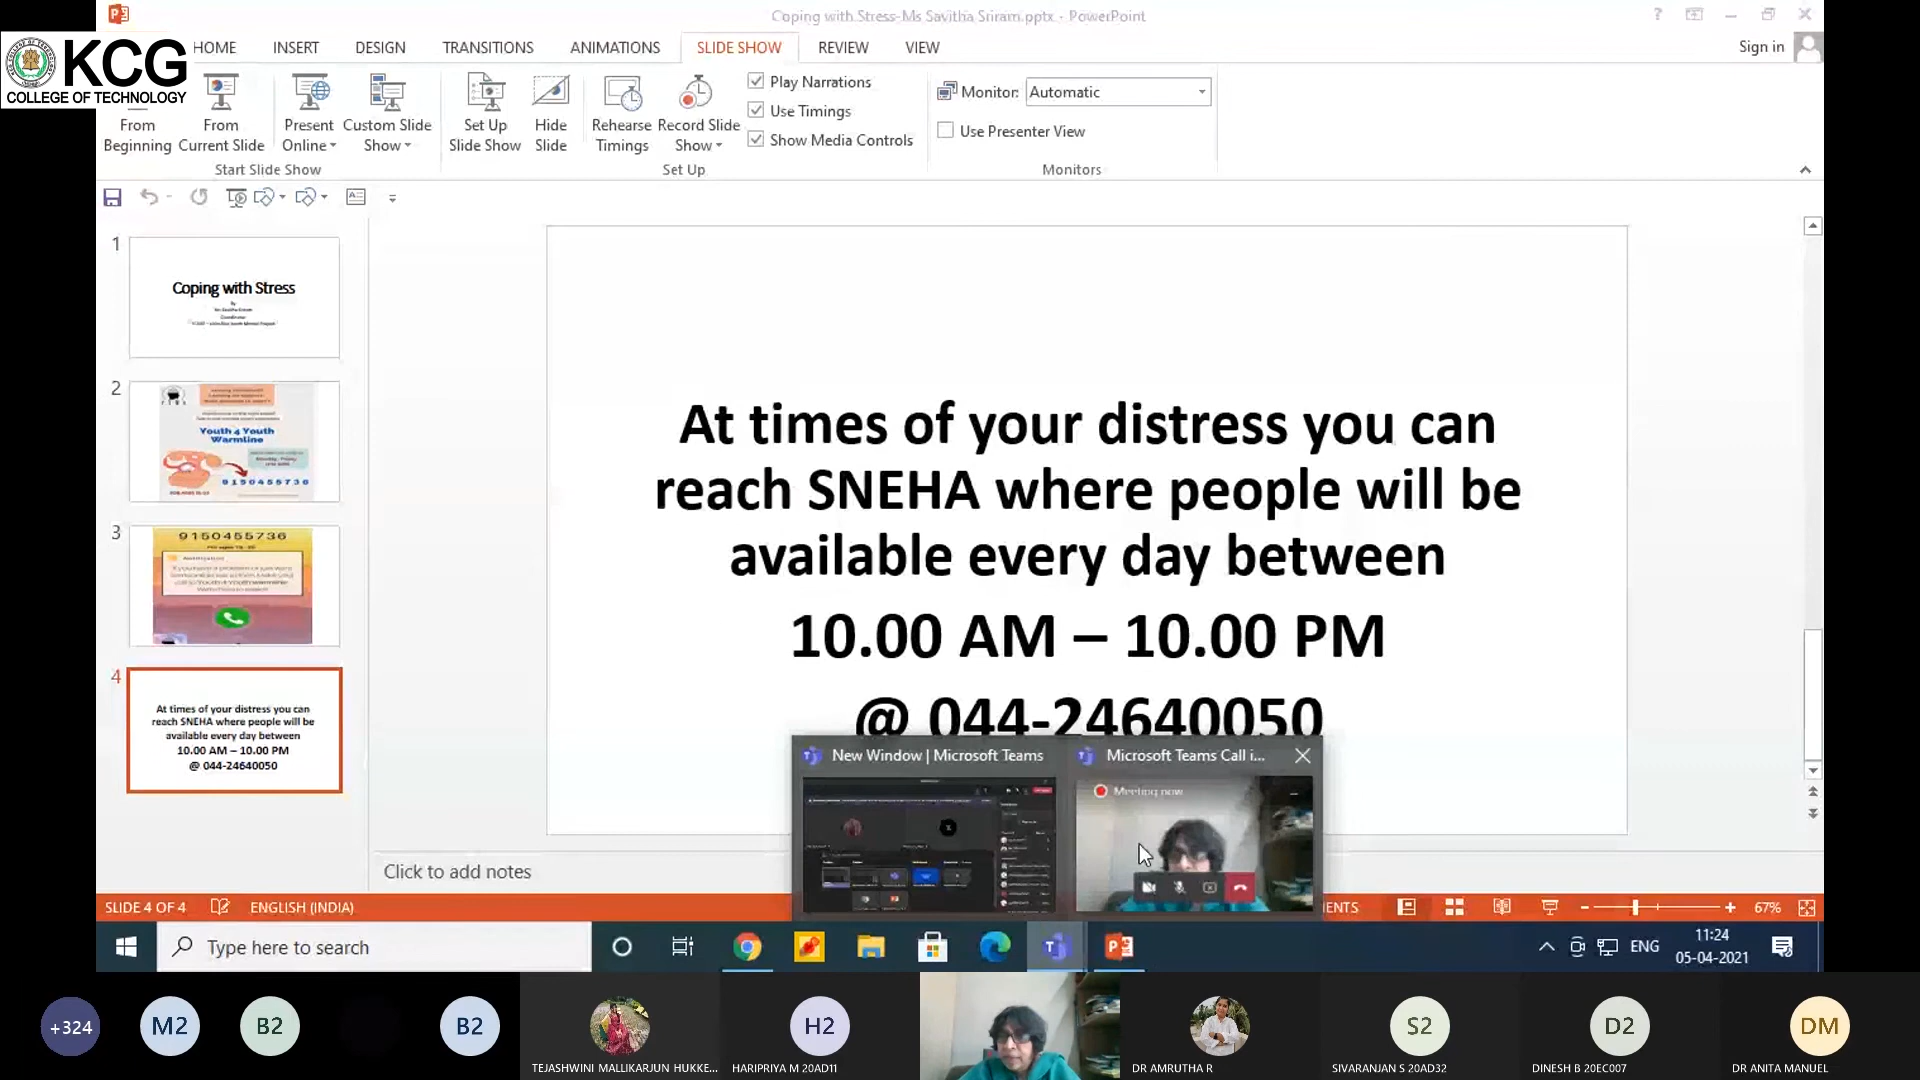 Coping with Stress-Ms Savitha Sriram.pptx - PowerPoint
KCG
COLLEGE OF TECHNOLOGY
HOME INSERT DESIGN TRANSITIONS ANIMATIONS SLIDE SHOW REVIEW VIEW
Sign in
From Beginning
From Current Slide
Present Online
Custom Slide Show
Set Up Slide Show
Hide Slide
Rehearse Timings
Record Slide Show
Play Narrations
Use Timings
Show Media Controls
Monitor: Automatic
Use Presenter View
Start Slide Show
Set Up
Monitors
1
Coping with Stress
2
Youth 4 Youth
Warmline
9150455736
3
9150455736
4
At times of your distress you can
reach SNEHA where people will be
available every day between
10.00 AM – 10.00 PM
@ 044-24640050
At times of your distress you can
reach SNEHA where people will be
available every day between
10.00 AM – 10.00 PM
@ 044-24640050
New Window | Microsoft Teams
Microsoft Teams Call i...
Meeting now
Click to add notes
SLIDE 4 OF 4 ENGLISH (INDIA)
67%
Type here to search
ENG
11:24
05-04-2021
+324
M2
B2
B2
H2
S2
D2
DM
TEJASHWINI MALLIKARJUN HUKKE...
HARIPRIYA M 20AD11
DR AMRUTHA R
SIVARANJAN S 20AD32
DINESH B 20EC007
DR ANITA MANUEL